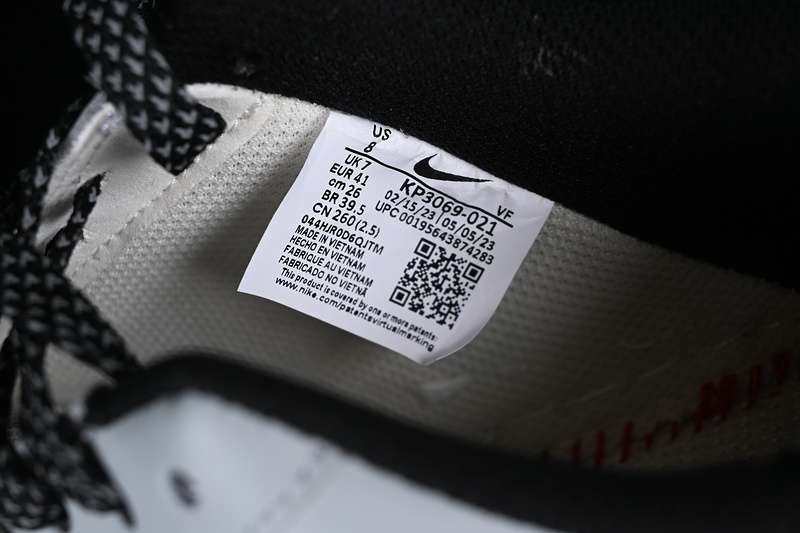 US
8
UK 7
EUR 41
cm 26
BR 39.5
CN 260 (2.5)
KP3069-021 VF
02/15/23 05/05/23
UPC 00195643874283
044HJR0D6QJTM
MADE IN VIETNAM
HECHO EN VIETNAM
FABRIQUE AU VIETNAM
FABRICADO NO VIETNÃ
This product is covered by one or more patents:
www.nike.com/patentsvirtualmarking